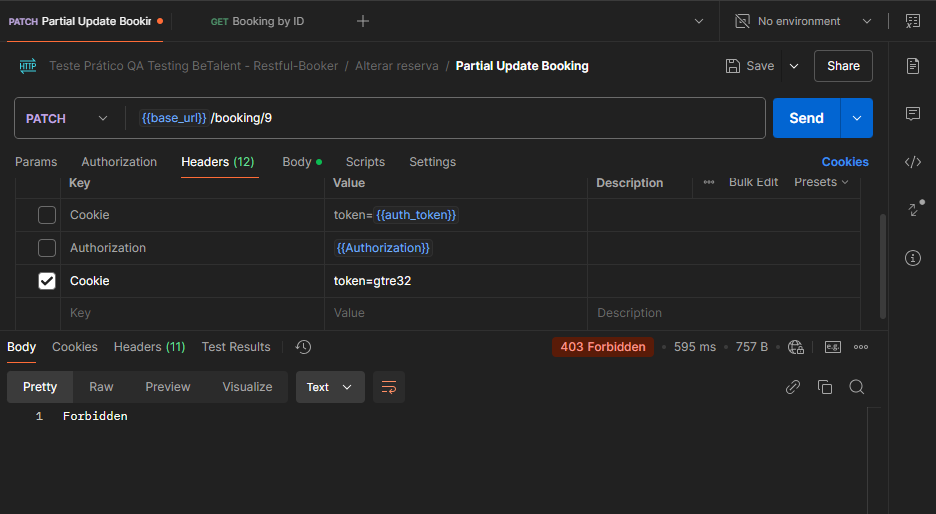 PATCH Partial Update Bookin
GET Booking by ID
No environment
HTTP Teste Prático QA Testing BeTalent - Restful-Booker / Alterar reserva / Partial Update Booking
Save
Share
PATCH
{{base_url}} /booking/9
Send
Params Authorization Headers (12) Body Scripts Settings Cookies
Key Value Description Bulk Edit Presets
Cookie token= {{auth_token}}
Authorization {{Authorization}}
Cookie token=gtre32
Key Value Description
Body Cookies Headers (11) Test Results 403 Forbidden 595 ms 757 B e.g.
Pretty Raw Preview Visualize Text
1 Forbidden